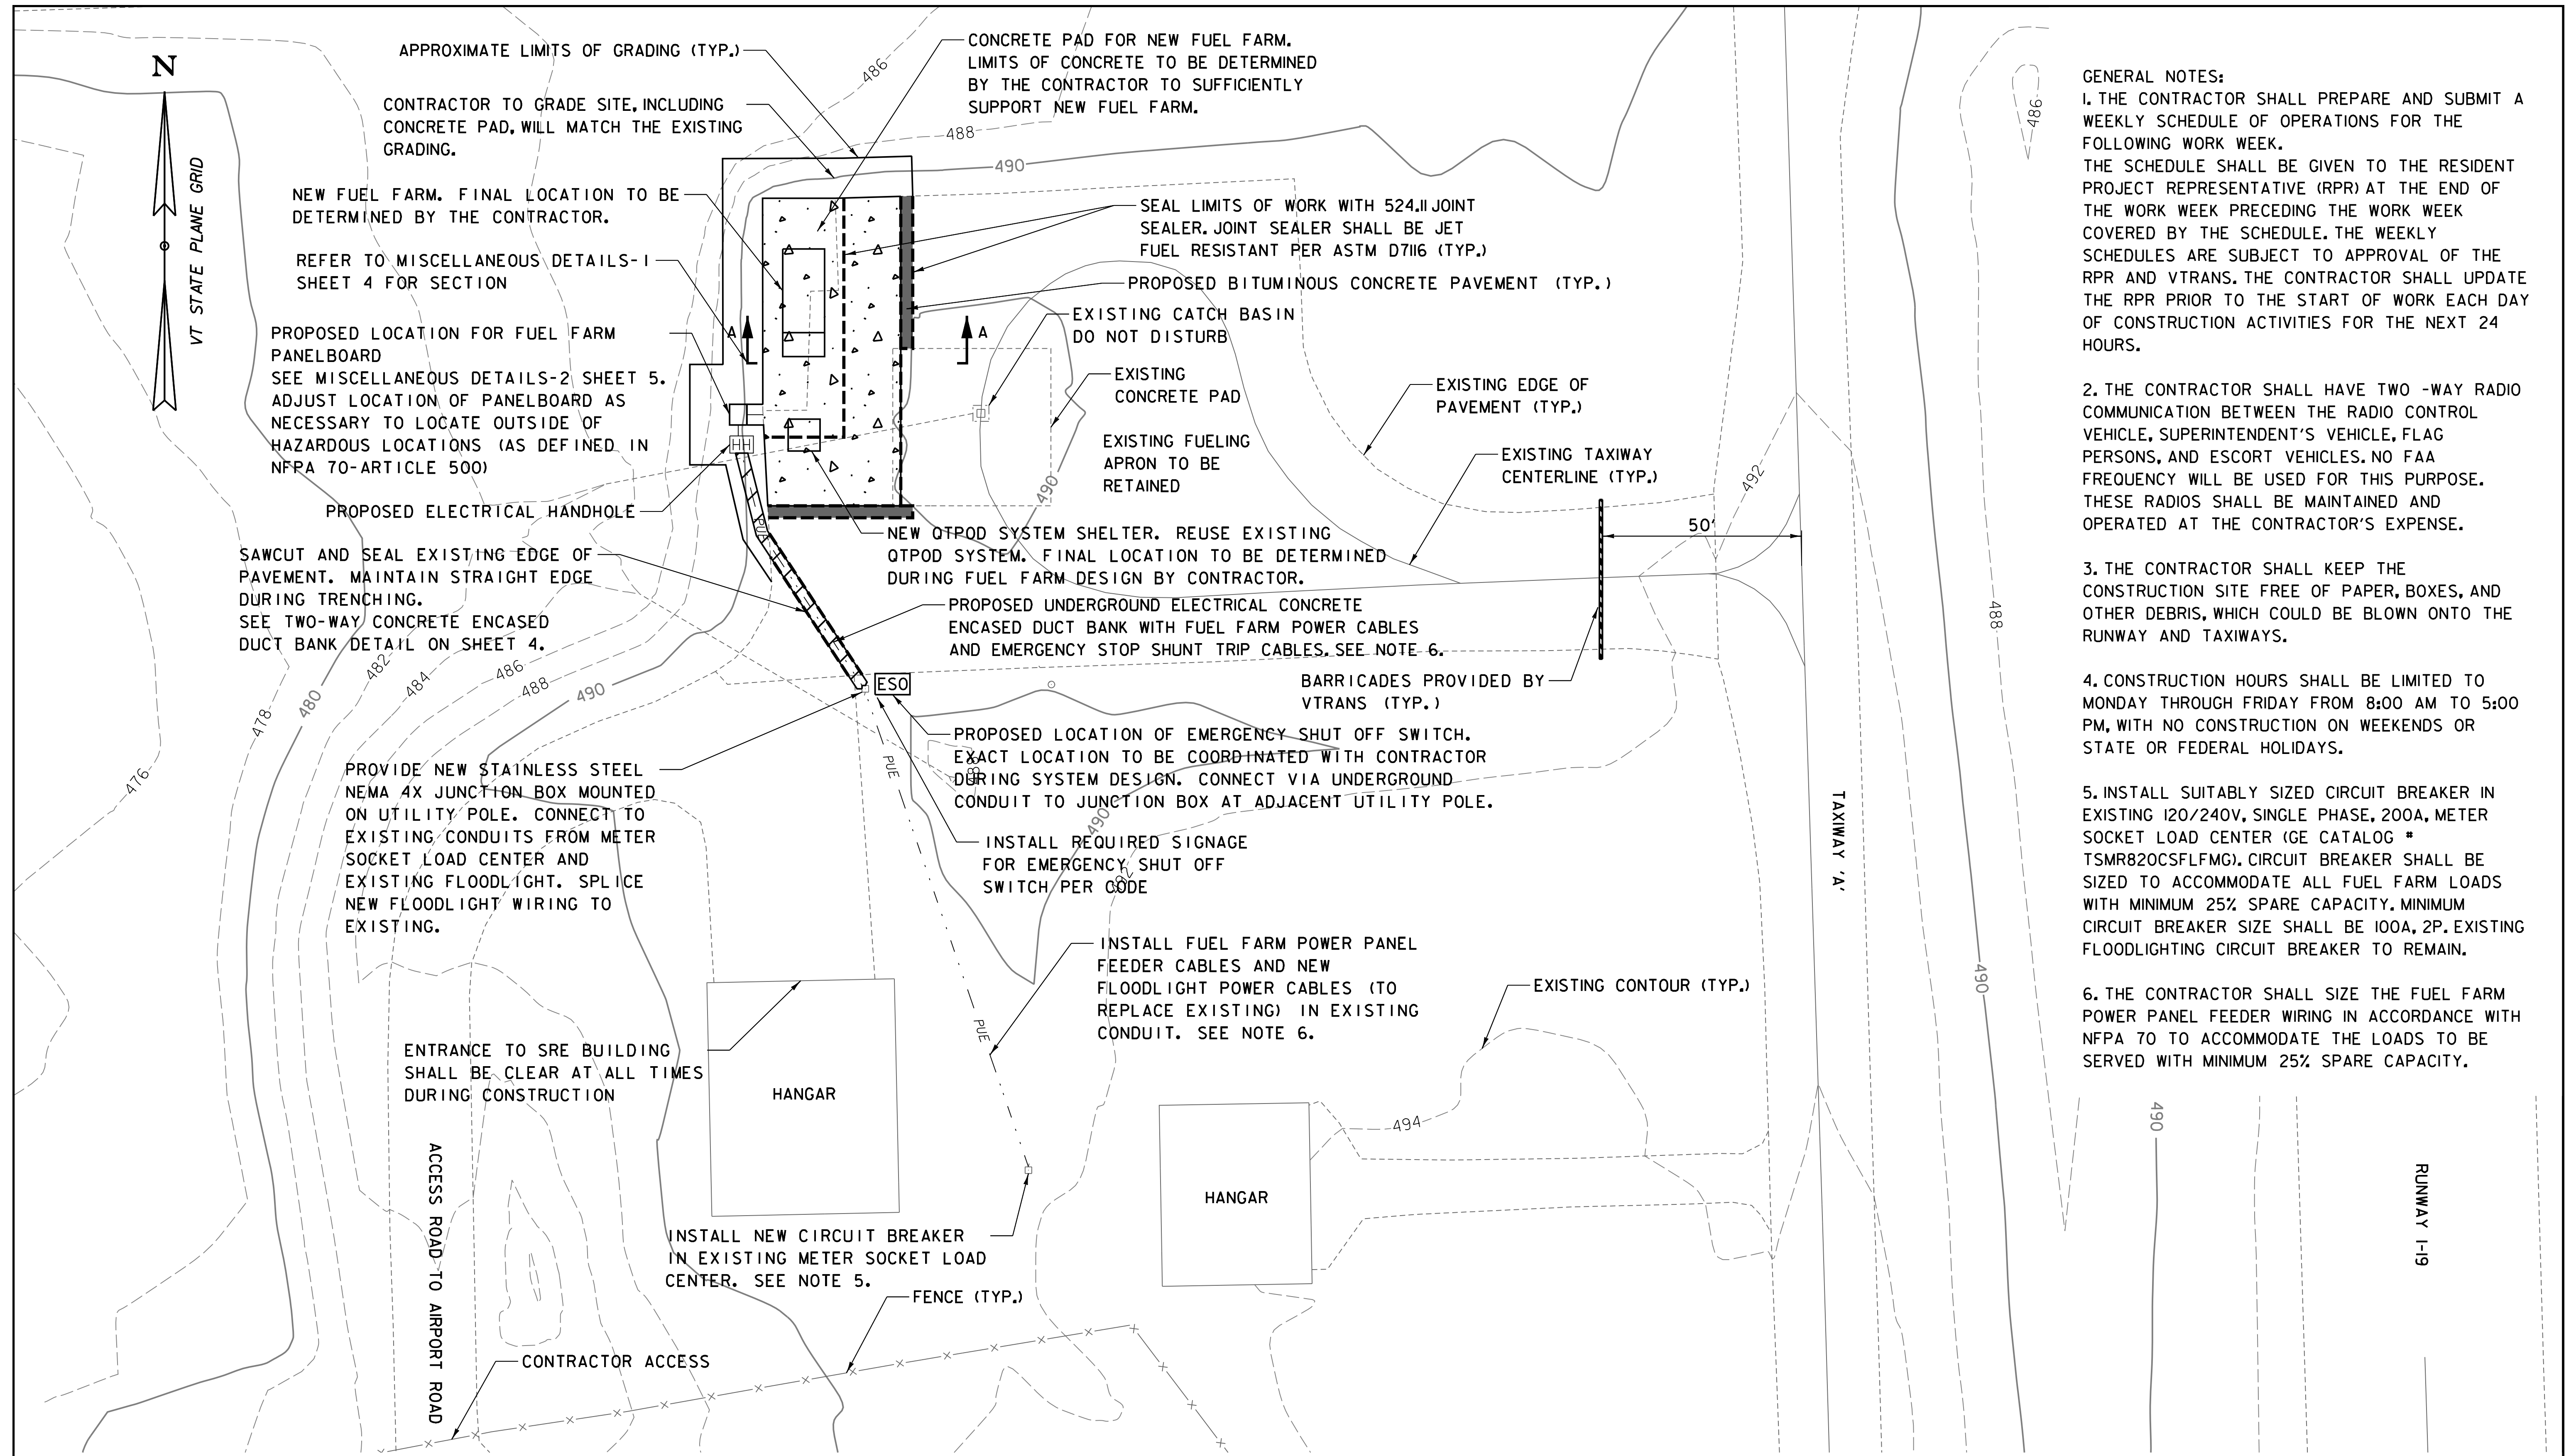 N
VT STATE PLANE GRID
APPROXIMATE LIMITS OF GRADING (TYP.)
CONTRACTOR TO GRADE SITE, INCLUDING
CONCRETE PAD, WILL MATCH THE EXISTING
GRADING.
NEW FUEL FARM. FINAL LOCATION TO BE
DETERMINED BY THE CONTRACTOR.
REFER TO MISCELLANEOUS DETAILS-1
SHEET 4 FOR SECTION
PROPOSED LOCATION FOR FUEL FARM
PANELBOARD
SEE MISCELLANEOUS DETAILS-2 SHEET 5.
ADJUST LOCATION OF PANELBOARD AS
NECESSARY TO LOCATE OUTSIDE OF
HAZARDOUS LOCATIONS (AS DEFINED IN
NFPA 70-ARTICLE 500)
PROPOSED ELECTRICAL HANDHOLE
SAWCUT AND SEAL EXISTING EDGE OF
PAVEMENT. MAINTAIN STRAIGHT EDGE
DURING TRENCHING.
SEE TWO-WAY CONCRETE ENCASED
DUCT BANK DETAIL ON SHEET 4.
PROVIDE NEW STAINLESS STEEL
NEMA 4X JUNCTION BOX MOUNTED
ON UTILITY POLE. CONNECT TO
EXISTING CONDUITS FROM METER
SOCKET LOAD CENTER AND
EXISTING FLOODLIGHT. SPLICE
NEW FLOODLIGHT WIRING TO
EXISTING.
ENTRANCE TO SRE BUILDING
SHALL BE CLEAR AT ALL TIMES
DURING CONSTRUCTION
ACCESS ROAD TO AIRPORT ROAD
CONTRACTOR ACCESS
476
478
480
482
484
486
488
490
CONCRETE PAD FOR NEW FUEL FARM.
LIMITS OF CONCRETE TO BE DETERMINED
BY THE CONTRACTOR TO SUFFICIENTLY
SUPPORT NEW FUEL FARM.
486
488
490
SEAL LIMITS OF WORK WITH 524.11 JOINT
SEALER. JOINT SEALER SHALL BE JET
FUEL RESISTANT PER ASTM D7116 (TYP.)
PROPOSED BITUMINOUS CONCRETE PAVEMENT (TYP.)
EXISTING CATCH BASIN
DO NOT DISTURB
A
A
HH
EXISTING
CONCRETE PAD
EXISTING FUELING
APRON TO BE
RETAINED
490
EXISTING EDGE OF
PAVEMENT (TYP.)
EXISTING TAXIWAY
CENTERLINE (TYP.)
492
50'
NEW QTPOD SYSTEM SHELTER. REUSE EXISTING
QTPOD SYSTEM. FINAL LOCATION TO BE DETERMINED
DURING FUEL FARM DESIGN BY CONTRACTOR.
PROPOSED UNDERGROUND ELECTRICAL CONCRETE
ENCASED DUCT BANK WITH FUEL FARM POWER CABLES
AND EMERGENCY STOP SHUNT TRIP CABLES. SEE NOTE 6.
ESO
BARRICADES PROVIDED BY
VTRANS (TYP.)
PROPOSED LOCATION OF EMERGENCY SHUT OFF SWITCH.
EXACT LOCATION TO BE COORDINATED WITH CONTRACTOR
DURING SYSTEM DESIGN. CONNECT VIA UNDERGROUND
CONDUIT TO JUNCTION BOX AT ADJACENT UTILITY POLE.
PUE
490
INSTALL REQUIRED SIGNAGE
FOR EMERGENCY SHUT OFF
SWITCH PER CODE
INSTALL FUEL FARM POWER PANEL
FEEDER CABLES AND NEW
FLOODLIGHT POWER CABLES (TO
REPLACE EXISTING) IN EXISTING
CONDUIT. SEE NOTE 6.
PUE
EXISTING CONTOUR (TYP.)
494
HANGAR
HANGAR
INSTALL NEW CIRCUIT BREAKER
IN EXISTING METER SOCKET LOAD
CENTER. SEE NOTE 5.
FENCE (TYP.)
TAXIWAY 'A'
486
488
490
490
RUNWAY 1-19
GENERAL NOTES:
1. THE CONTRACTOR SHALL PREPARE AND SUBMIT A
WEEKLY SCHEDULE OF OPERATIONS FOR THE
FOLLOWING WORK WEEK.
THE SCHEDULE SHALL BE GIVEN TO THE RESIDENT
PROJECT REPRESENTATIVE (RPR) AT THE END OF
THE WORK WEEK PRECEDING THE WORK WEEK
COVERED BY THE SCHEDULE. THE WEEKLY
SCHEDULES ARE SUBJECT TO APPROVAL OF THE
RPR AND VTRANS. THE CONTRACTOR SHALL UPDATE
THE RPR PRIOR TO THE START OF WORK EACH DAY
OF CONSTRUCTION ACTIVITIES FOR THE NEXT 24
HOURS.
2. THE CONTRACTOR SHALL HAVE TWO -WAY RADIO
COMMUNICATION BETWEEN THE RADIO CONTROL
VEHICLE, SUPERINTENDENT'S VEHICLE, FLAG
PERSONS, AND ESCORT VEHICLES. NO FAA
FREQUENCY WILL BE USED FOR THIS PURPOSE.
THESE RADIOS SHALL BE MAINTAINED AND
OPERATED AT THE CONTRACTOR'S EXPENSE.
3. THE CONTRACTOR SHALL KEEP THE
CONSTRUCTION SITE FREE OF PAPER, BOXES, AND
OTHER DEBRIS, WHICH COULD BE BLOWN ONTO THE
RUNWAY AND TAXIWAYS.
4. CONSTRUCTION HOURS SHALL BE LIMITED TO
MONDAY THROUGH FRIDAY FROM 8:00 AM TO 5:00
PM, WITH NO CONSTRUCTION ON WEEKENDS OR
STATE OR FEDERAL HOLIDAYS.
5. INSTALL SUITABLY SIZED CIRCUIT BREAKER IN
EXISTING 120/240V, SINGLE PHASE, 200A, METER
SOCKET LOAD CENTER (GE CATALOG #
TSMR820CSFLFMG). CIRCUIT BREAKER SHALL BE
SIZED TO ACCOMMODATE ALL FUEL FARM LOADS
WITH MINIMUM 25% SPARE CAPACITY. MINIMUM
CIRCUIT BREAKER SIZE SHALL BE 100A, 2P. EXISTING
FLOODLIGHTING CIRCUIT BREAKER TO REMAIN.
6. THE CONTRACTOR SHALL SIZE THE FUEL FARM
POWER PANEL FEEDER WIRING IN ACCORDANCE WITH
NFPA 70 TO ACCOMMODATE THE LOADS TO BE
SERVED WITH MINIMUM 25% SPARE CAPACITY.